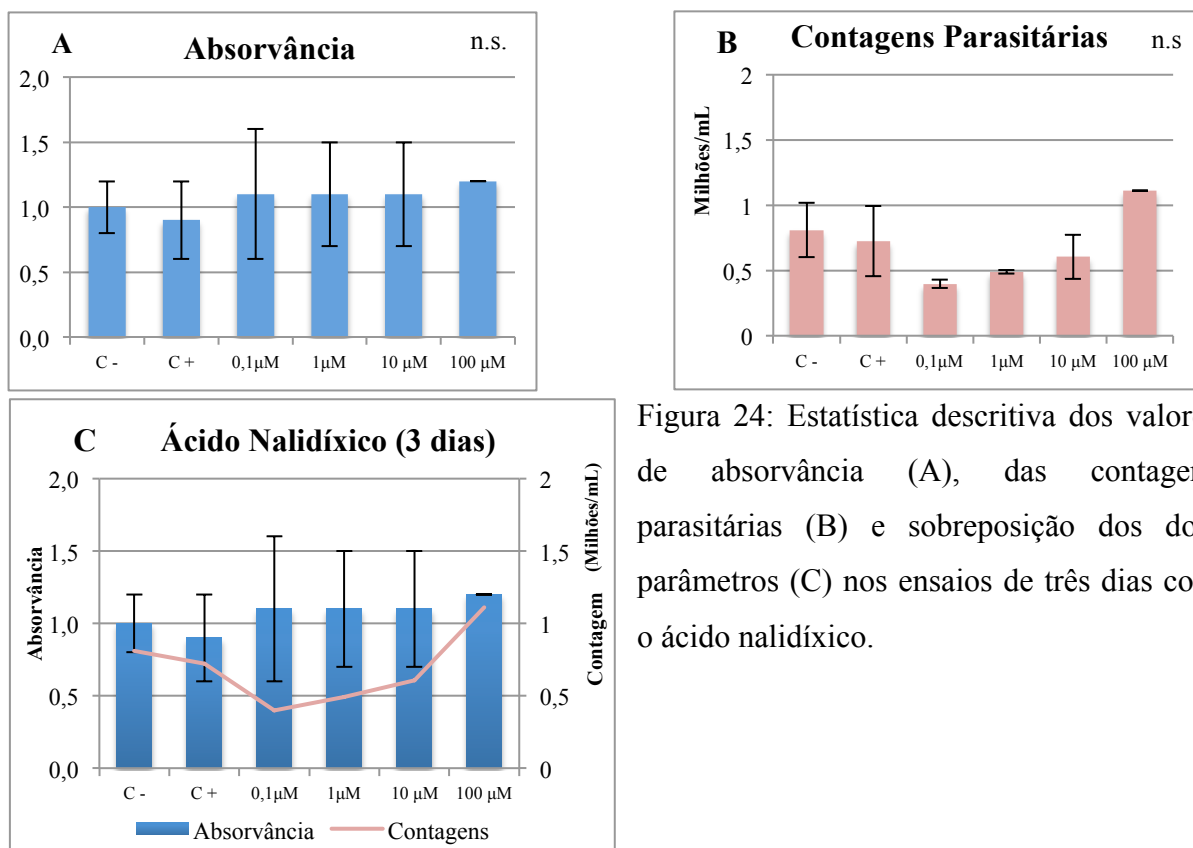 A Absorvância n.s.
2,0
1,5
1,0
0,5
0,0
C - C + 0,1μM 1μM 10 μM 100 μM
B Contagens Parasitárias n.s
Milhões/mL
2
1,5
1
0,5
0
C - C + 0,1μM 1μM 10 μM 100 μM
C Ácido Nalidíxico (3 dias)
Absorvância
2,0
1,5
1,0
0,5
0,0
2
1,5
1
0,5
0
Contagem (Milhões/mL)
C - C + 0,1μM 1μM 10 μM 100 μM
Absorvância Contagens
Figura 24: Estatística descritiva dos valor
de absorvância (A), das contage
parasitárias (B) e sobreposição dos do
parâmetros (C) nos ensaios de três dias co
o ácido nalidíxico.